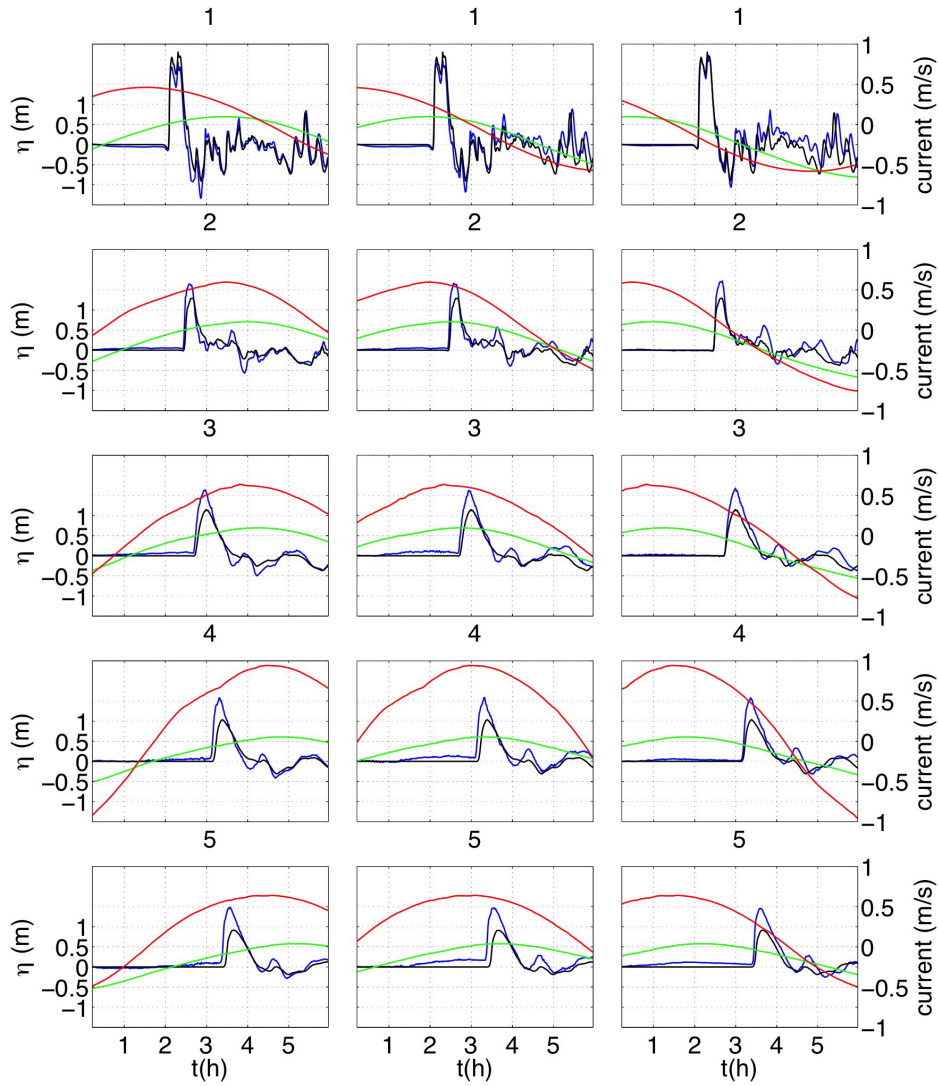 1 1 1
η (m) 1 0.5 0 −0.5 −1 1 0.5 0 −0.5 −1 current (m/s)
2 2 2
η (m) 1 0.5 0 −0.5 −1 1 0.5 0 −0.5 −1 current (m/s)
3 3 3
η (m) 1 0.5 0 −0.5 −1 1 0.5 0 −0.5 −1 current (m/s)
4 4 4
η (m) 1 0.5 0 −0.5 −1 1 0.5 0 −0.5 −1 current (m/s)
5 5 5
η (m) 1 0.5 0 −0.5 −1 1 0.5 0 −0.5 −1 current (m/s)
1 2 3 4 5 1 2 3 4 5 1 2 3 4 5
t(h) t(h) t(h)